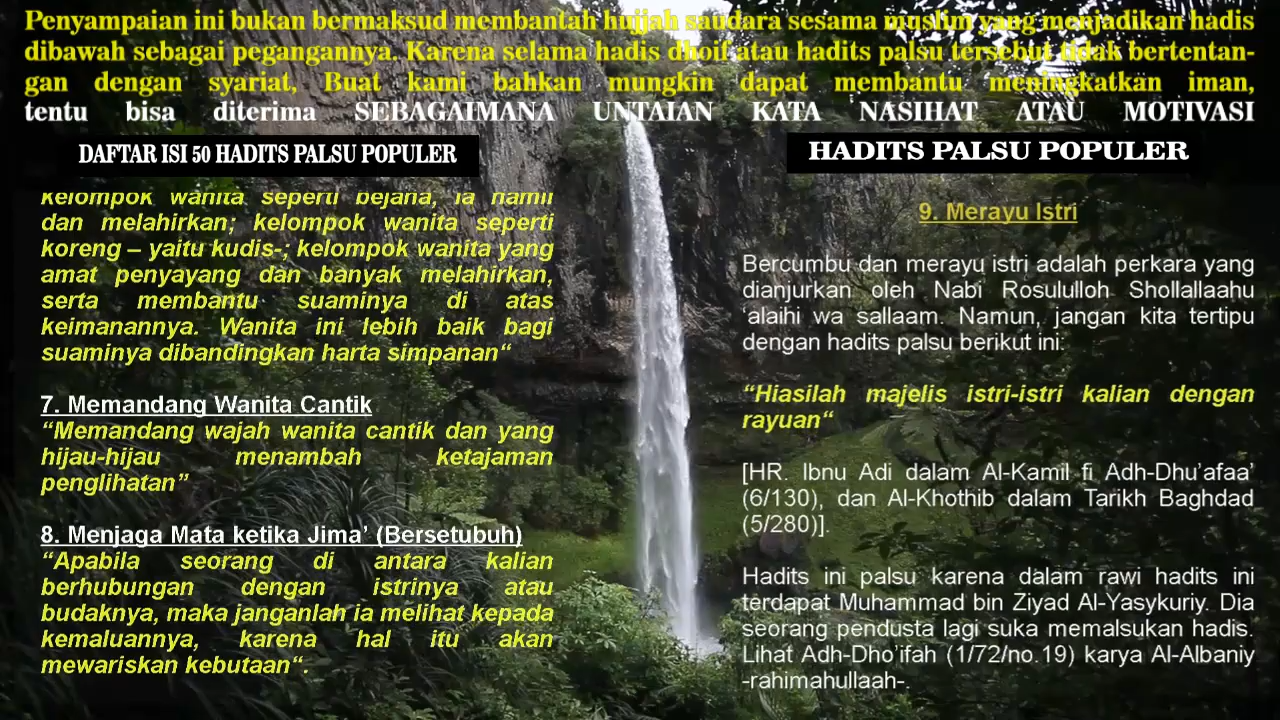 Penyampaian ini bukan bermaksud membantah hujjah saudara sesama muslim yang menjadikan hadis
dibawah sebagai pegangannya. Karena selama hadis dhoif atau hadits palsu tersebut tidak bertentan-
gan dengan syariat, Buat kami bahkan mungkin dapat membantu meningkatkan iman,
tentu bisa diterima SEBAGAIMANA UNTAIAN KATA NASIHAT ATAU MOTIVASI
DAFTAR ISI 50 HADITS PALSU POPULER
kelompok wanita seperti bejana, ia hamil
dan melahirkan; kelompok wanita seperti
koreng – yaitu kudis-; kelompok wanita yang
amat penyayang dan banyak melahirkan,
serta membantu suaminya di atas
keimanannya. Wanita ini lebih baik bagi
suaminya dibandingkan harta simpanan“
7. Memandang Wanita Cantik
“Memandang wajah wanita cantik dan yang
hijau-hijau menambah ketajaman
penglihatan”
8. Menjaga Mata ketika Jima’ (Bersetubuh)
“Apabila seorang di antara kalian
berhubungan dengan istrinya atau
budaknya, maka janganlah ia melihat kepada
kemaluannya, karena hal itu akan
mewariskan kebutaan“.
HADITS PALSU POPULER
9. Merayu Istri
Bercumbu dan merayu istri adalah perkara yang
dianjurkan oleh Nabi Rosululloh Shollallaahu
‘alaihi wa sallaam. Namun, jangan kita tertipu
dengan hadits palsu berikut ini:
“Hiasilah majelis istri-istri kalian dengan
rayuan“
[HR. Ibnu Adi dalam Al-Kamil fi Adh-Dhu’afaa’
(6/130), dan Al-Khothib dalam Tarikh Baghdad
(5/280)].
Hadits ini palsu karena dalam rawi hadits ini
terdapat Muhammad bin Ziyad Al-Yasykuriy. Dia
seorang pendusta lagi suka memalsukan hadis.
Lihat Adh-Dho’ifah (1/72/no.19) karya Al-Albaniy
-rahimahullaah-.